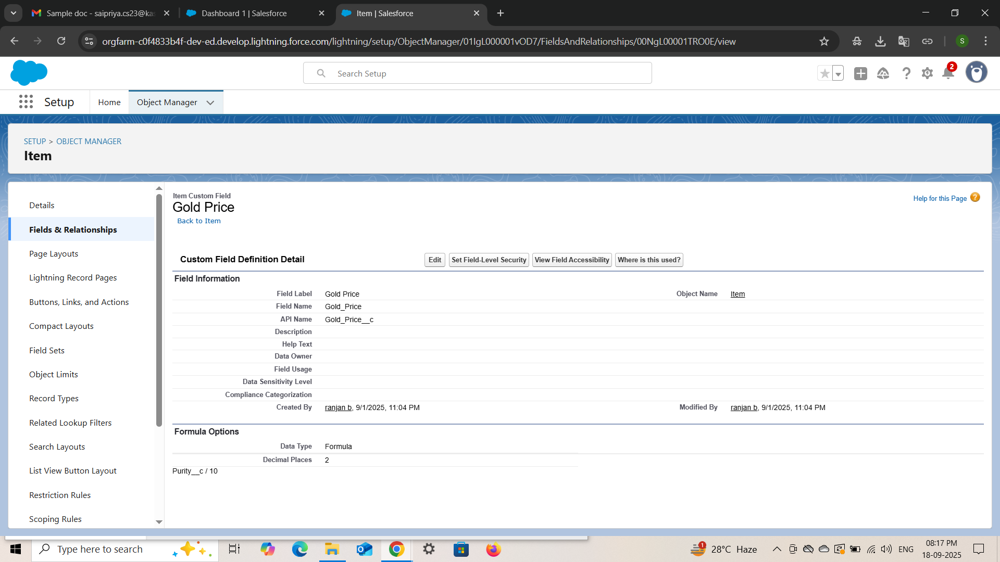 Sample doc - saipriya.cs23@kas
Dashboard 1 | Salesforce
Item | Salesforce
orgfarm-c0f4833b4f-dev-ed.develop.lightning.force.com/lightning/setup/ObjectManager/01IgL000001vOD7/FieldsAndRelationships/00NgL00001TRO0E/view
S
Search Setup
2
Setup
Home
Object Manager
SETUP > OBJECT MANAGER
Item
Details
Fields & Relationships
Page Layouts
Lightning Record Pages
Buttons, Links, and Actions
Compact Layouts
Field Sets
Object Limits
Record Types
Related Lookup Filters
Search Layouts
List View Button Layout
Restriction Rules
Scoping Rules
Item Custom Field
Gold Price
Back to Item
Help for this Page
Custom Field Definition Detail
Edit
Set Field-Level Security
View Field Accessibility
Where is this used?
Field Information
Field Label Gold Price
Object Name Item
Field Name Gold_Price
API Name Gold_Price__c
Description
Help Text
Data Owner
Field Usage
Data Sensitivity Level
Compliance Categorization
Created By ranjan b, 9/1/2025, 11:04 PM
Modified By ranjan b, 9/1/2025, 11:04 PM
Formula Options
Data Type Formula
Decimal Places 2
Purity__c / 10
Type here to search
1
28°C Haze
ENG
08:17 PM
18-09-2025